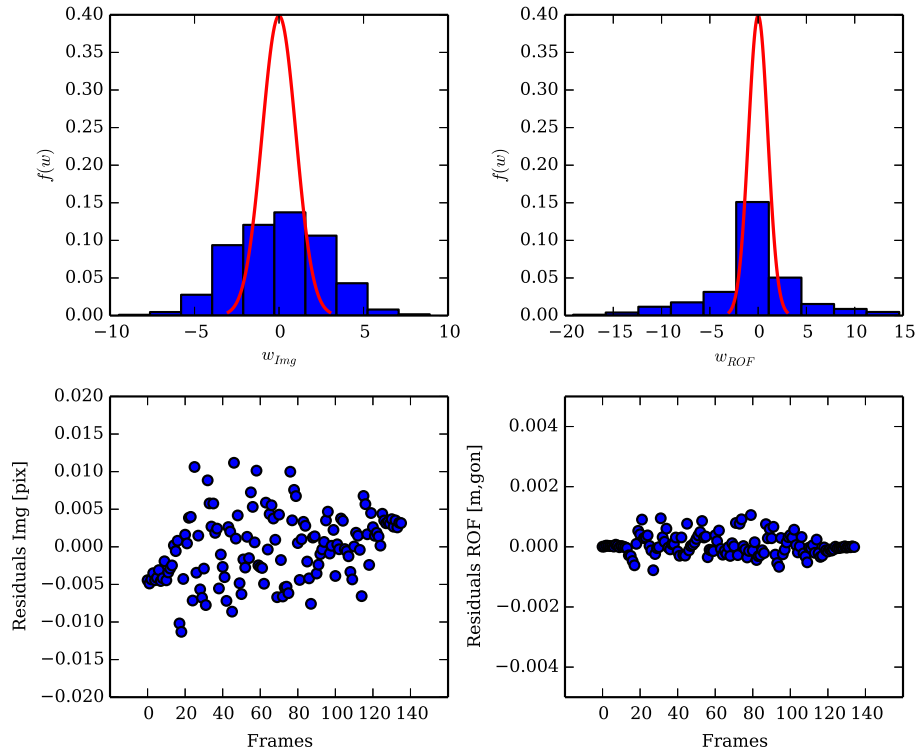 0.40
0.35
0.30
0.25
0.20
0.15
0.10
0.05
0.00
f(w)
−10 −5 0 5 10
w_Img
0.40
0.35
0.30
0.25
0.20
0.15
0.10
0.05
0.00
f(w)
−20 −15 −10 −5 0 5 10 15
w_ROF
0.020
0.015
0.010
0.005
0.000
−0.005
−0.010
−0.015
−0.020
Residuals Img [pix]
0 20 40 60 80 100 120 140
Frames
0.004
0.002
0.000
−0.002
−0.004
Residuals ROF [m,gon]
0 20 40 60 80 100 120 140
Frames